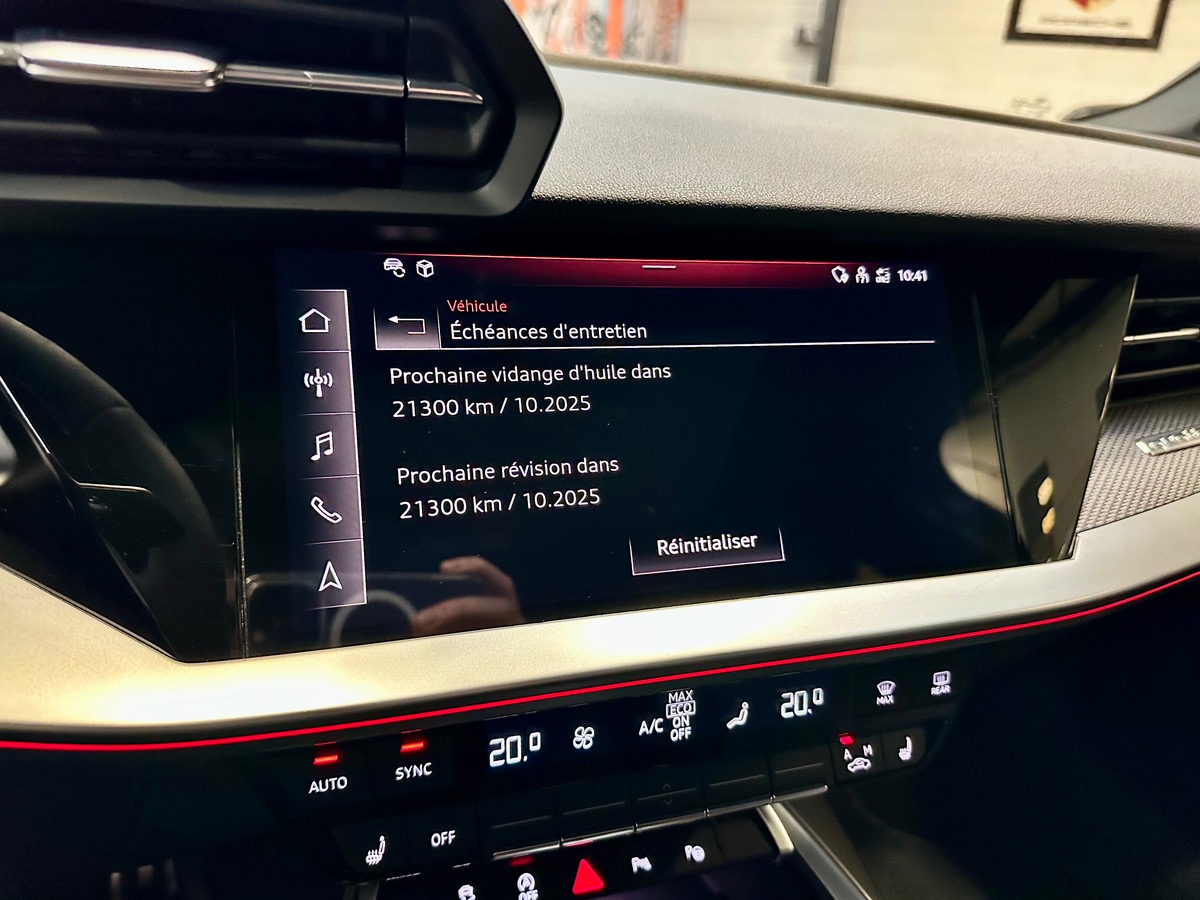 10:41
Véhicule
Échéances d'entretien
Prochaine vidange d'huile dans
21300 km / 10.2025
Prochaine révision dans
21300 km / 10.2025
Réinitialiser
MAX
ECO
A/C ON
OFF
20.0
20.0
MAX
REAR
AUTO
SYNC
A M
OFF
OFF